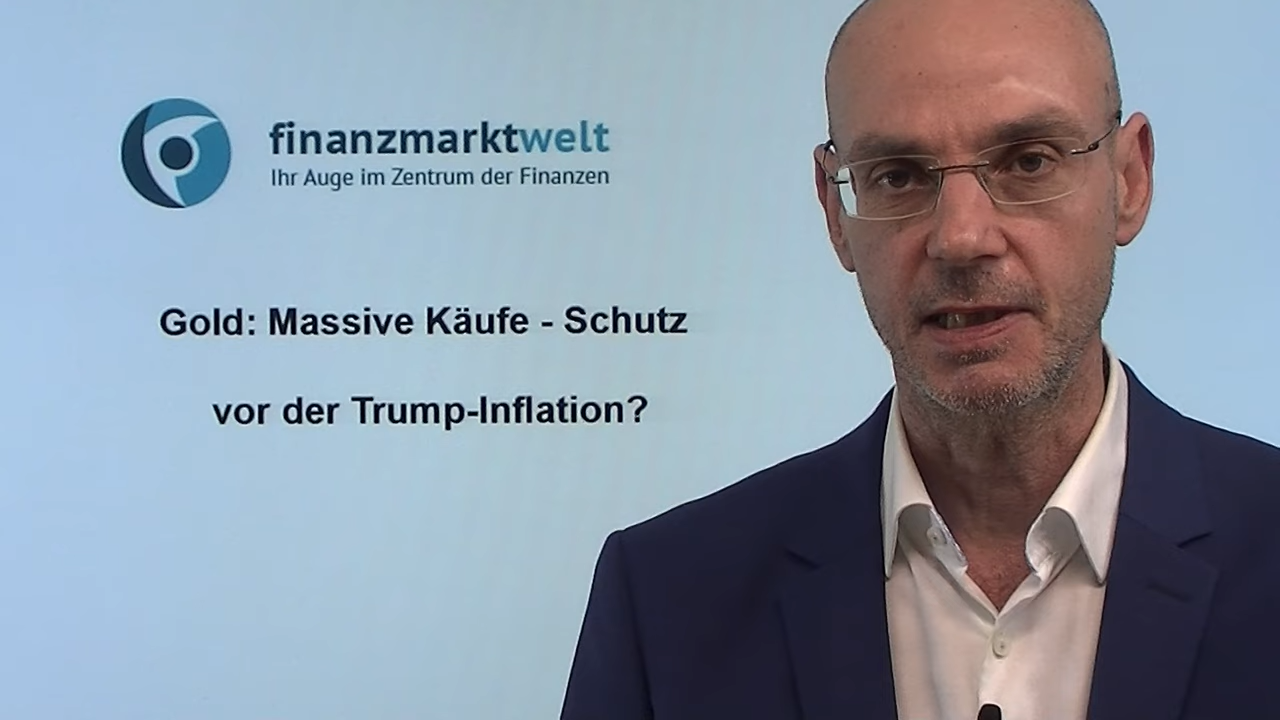 finanzmarktwelt
Ihr Auge im Zentrum der Finanzen
Gold: Massive Käufe - Schutz
vor der Trump-Inflation?